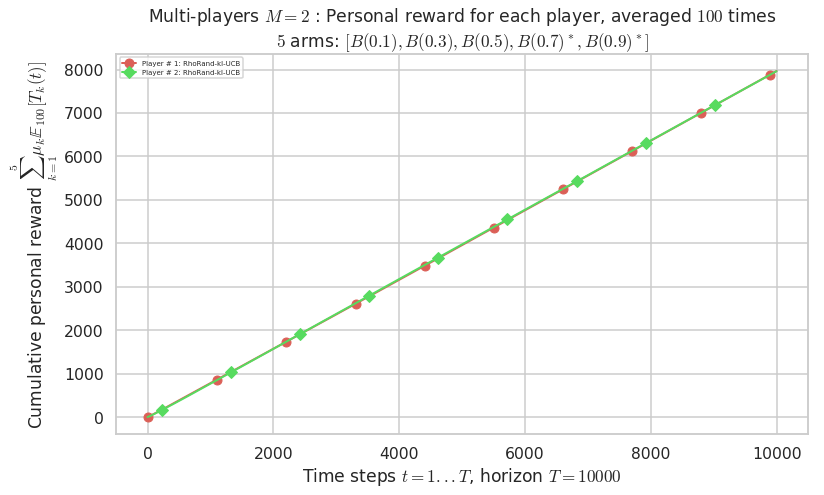 Multi-players $M = 2$ : Personal reward for each player, averaged $100$ times
$5$ arms: $[B(0.1), B(0.3), B(0.5), B(0.7)^*, B(0.9)^*]$
Cumulative personal reward $\sum_{k=1}^{5} \mu_k \mathbb{E}_{100}[T_k(t)]$
8000
7000
6000
5000
4000
3000
2000
1000
0
Player # 1: RhoRand-kl-UCB
Player # 2: RhoRand-kl-UCB
0 2000 4000 6000 8000 10000
Time steps $t = 1...T$, horizon $T = 10000$